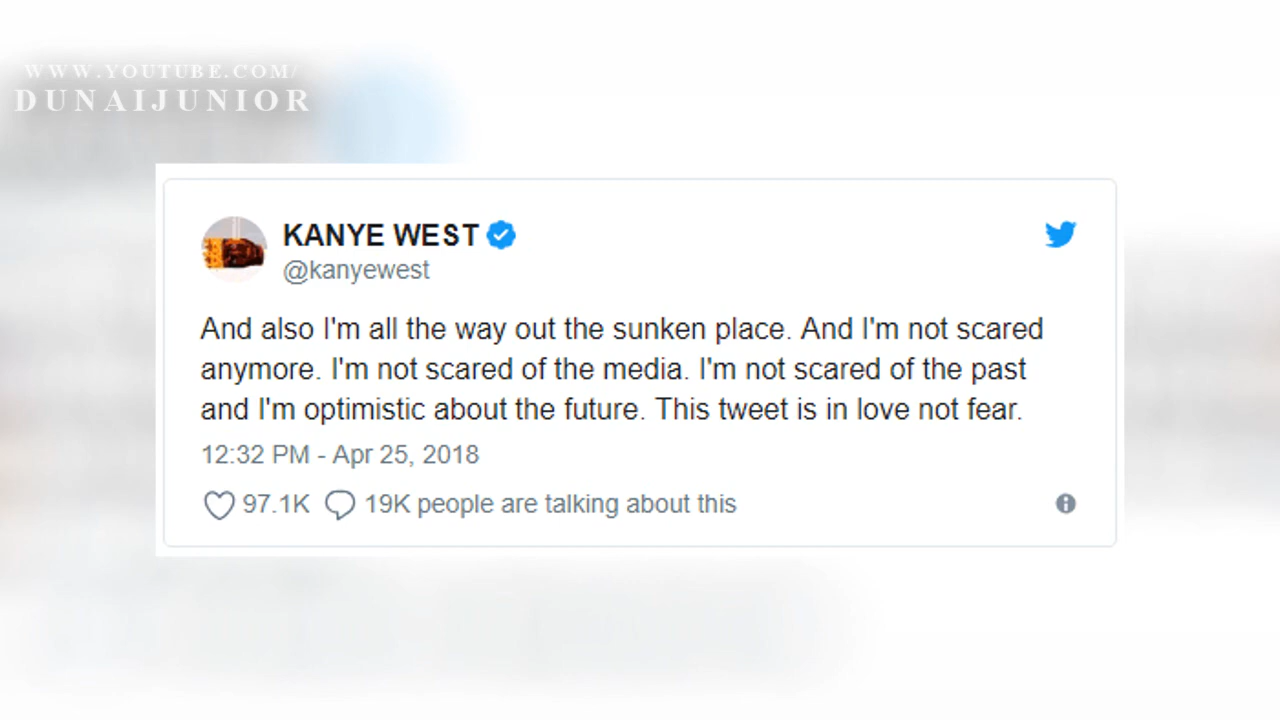 WWW.YOUTUBE.COM/
DUNAIJUNIOR
KANYE WEST
@kanyewest
And also I'm all the way out the sunken place. And I'm not scared
anymore. I'm not scared of the media. I'm not scared of the past
and I'm optimistic about the future. This tweet is in love not fear.
12:32 PM - Apr 25, 2018
97.1K 19K people are talking about this